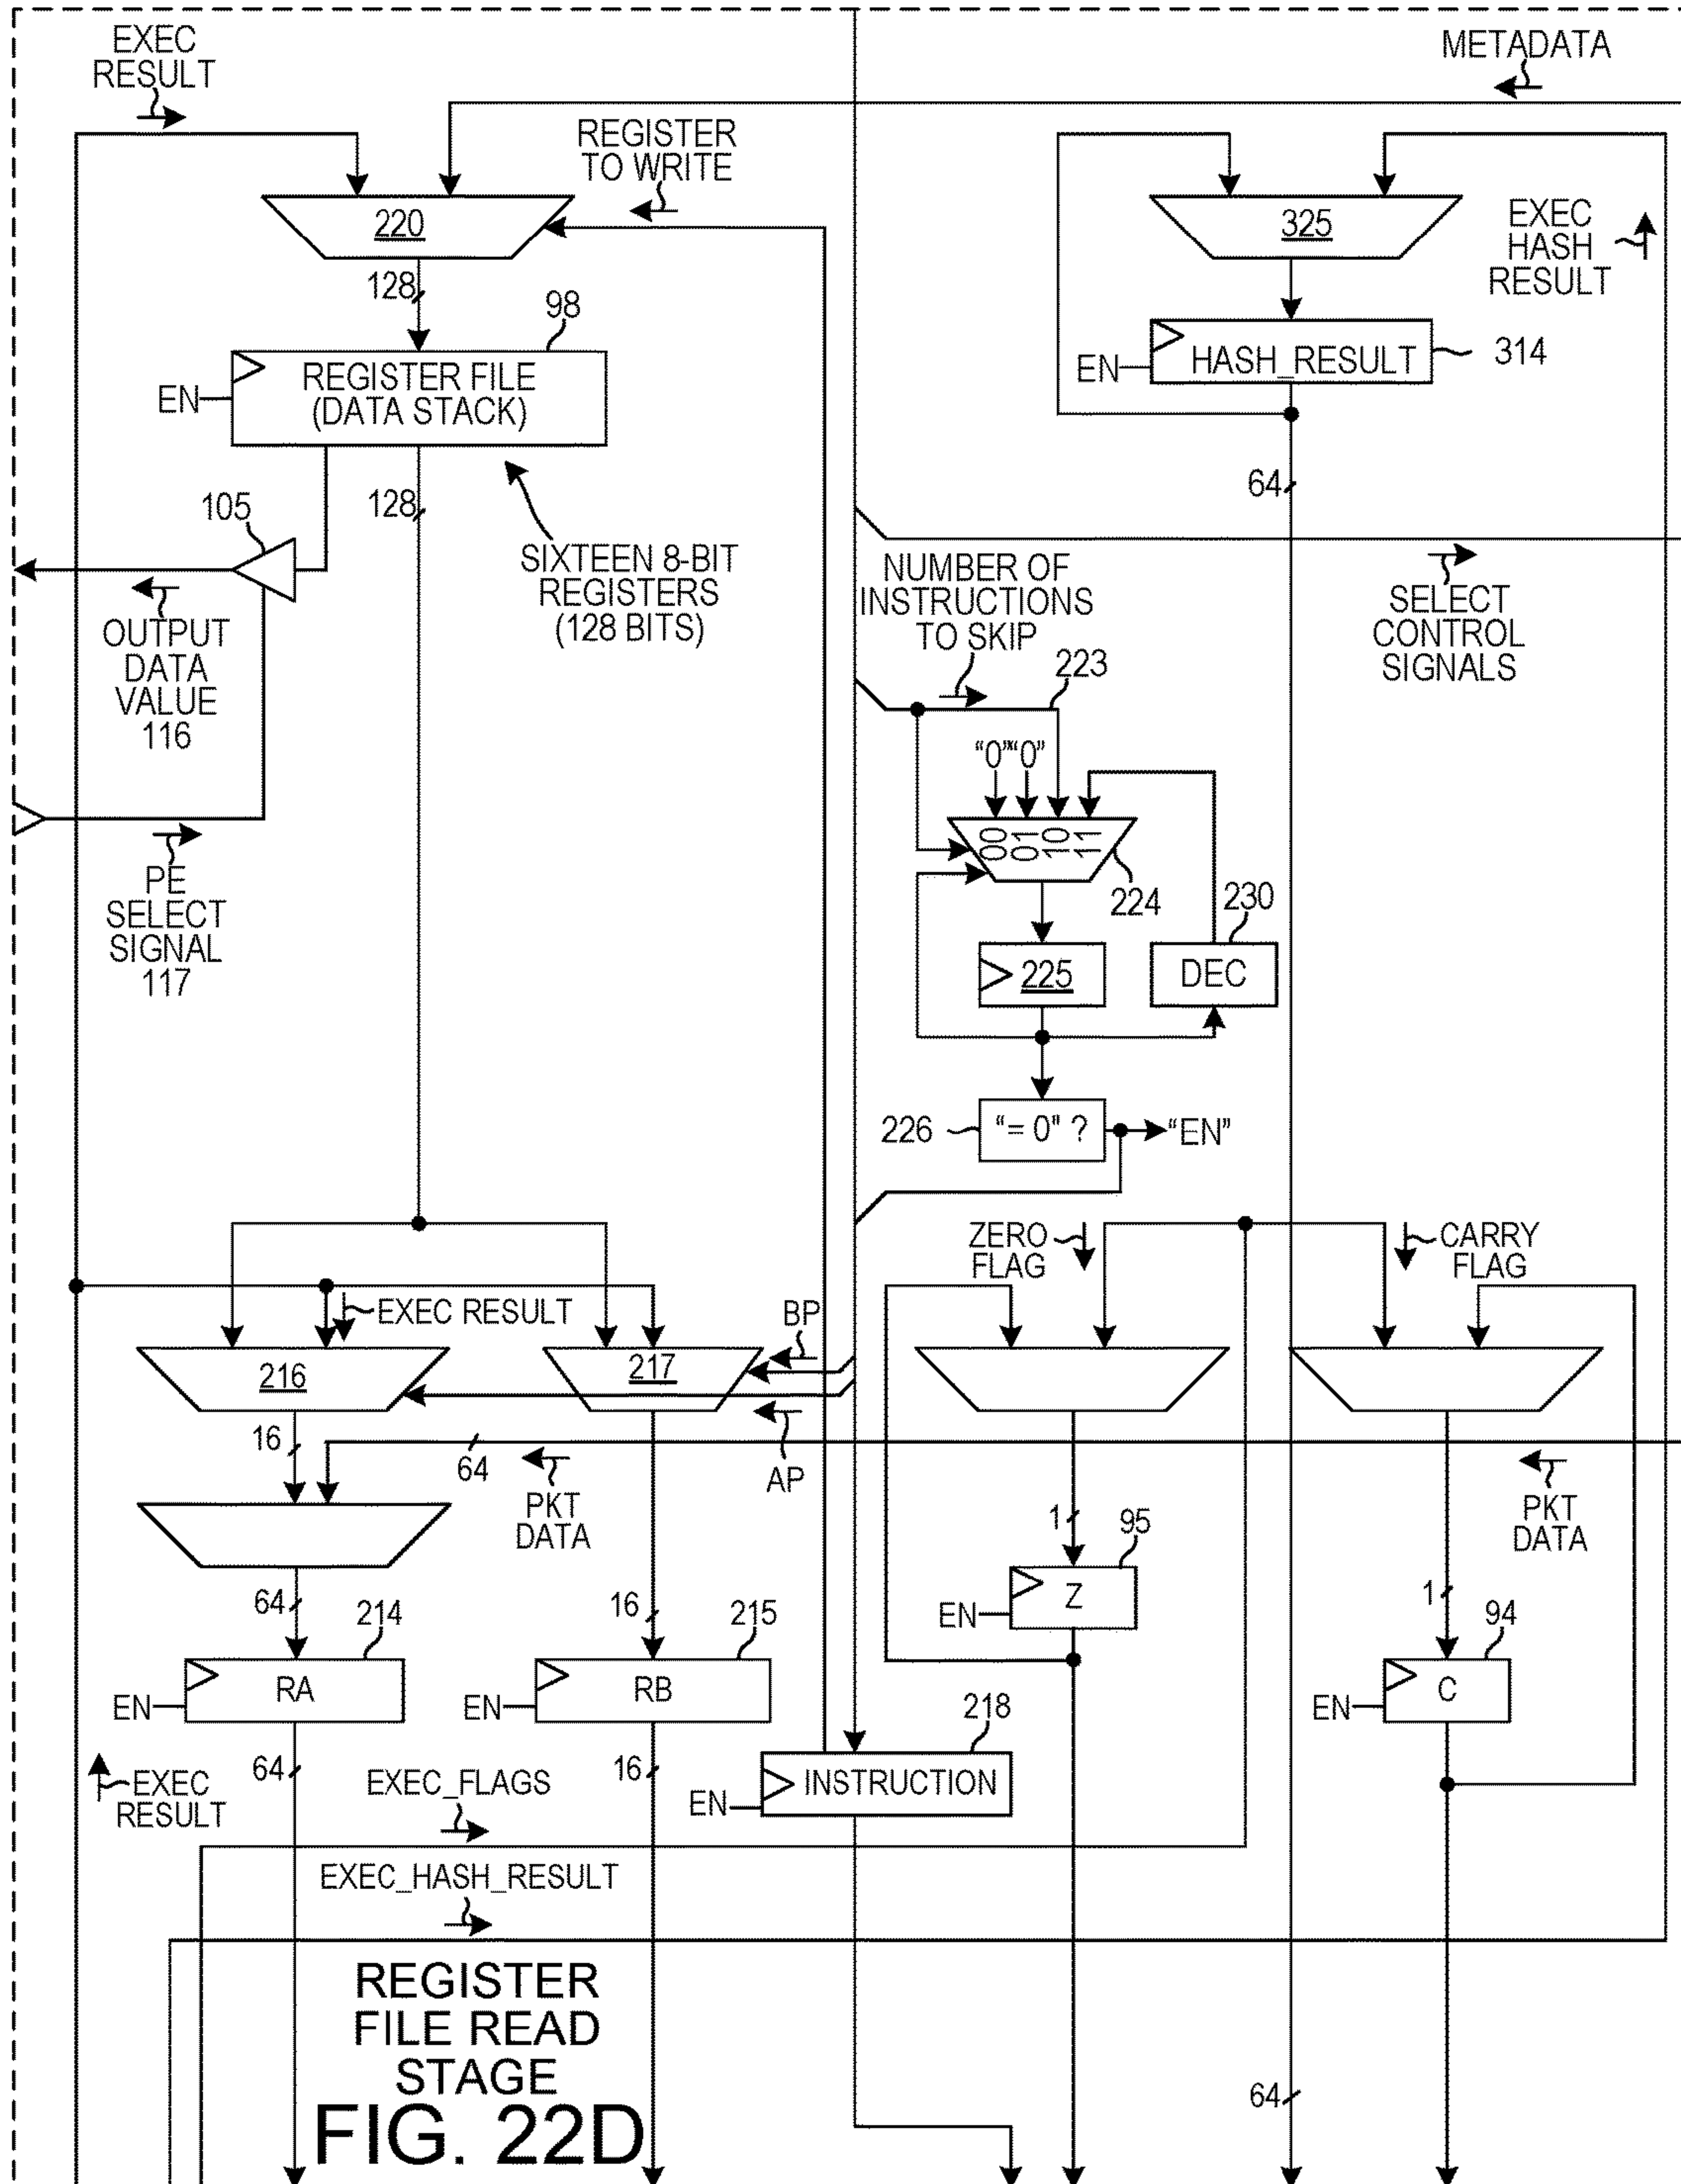 EXEC
RESULT
METADATA
REGISTER
TO WRITE
220
325
EXEC
HASH
RESULT
128
98
REGISTER FILE
(DATA STACK)
EN
HASH_RESULT
314
EN
105
128
64
SIXTEEN 8-BIT
REGISTERS
(128 BITS)
NUMBER OF
INSTRUCTIONS
TO SKIP
SELECT
CONTROL
SIGNALS
OUTPUT
DATA
VALUE
116
223
"0""0"
00
01
10
11
224
PE
SELECT
SIGNAL
117
230
225
DEC
226
"= 0" ?
"EN"
ZERO
FLAG
CARRY
FLAG
EXEC RESULT
BP
216
217
16
64
AP
PKT
DATA
PKT
DATA
1
95
Z
EN
64
214
16
215
1
94
RA
EN
RB
EN
C
EN
218
EXEC
RESULT
64
EXEC_FLAGS
16
INSTRUCTION
EN
EXEC_HASH_RESULT
REGISTER
FILE READ
STAGE
FIG. 22D
64